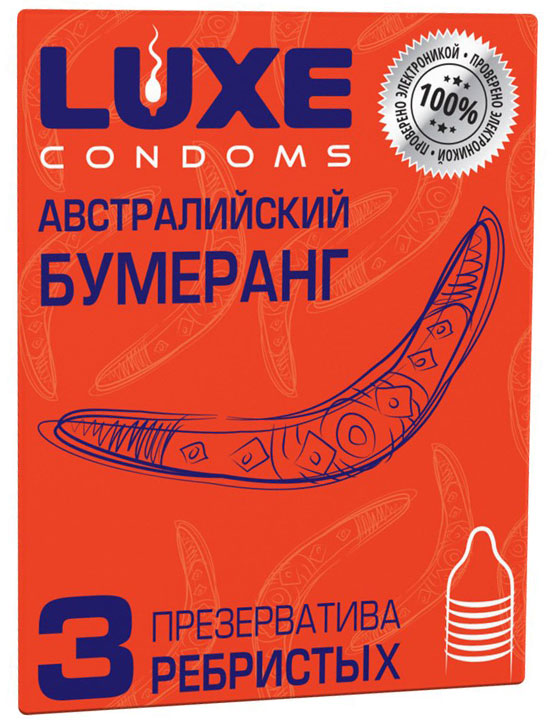 LUXE
CONDOMS
ПРОВЕРЕНО ЭЛЕКТРОНИКОЙ • ПРОВЕРЕНО ЭЛЕКТРОНИКОЙ •
100%
АВСТРАЛИЙСКИЙ
БУМЕРАНГ
3 ПРЕЗЕРВАТИВА
РЕБРИСТЫХ